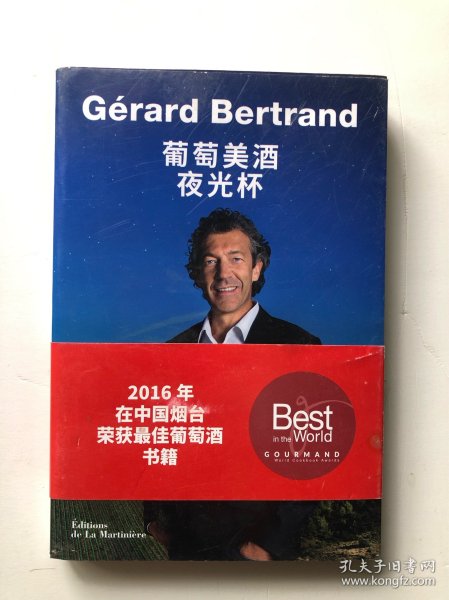 Gérard Bertrand
葡萄美酒
夜光杯
2016 年
在中国烟台
荣获最佳葡萄酒
书籍
Best
in the World
GOURMAND
World Cookbook Awards
Éditions
de La Martinière
孔夫子旧书网
www.kongfz.com